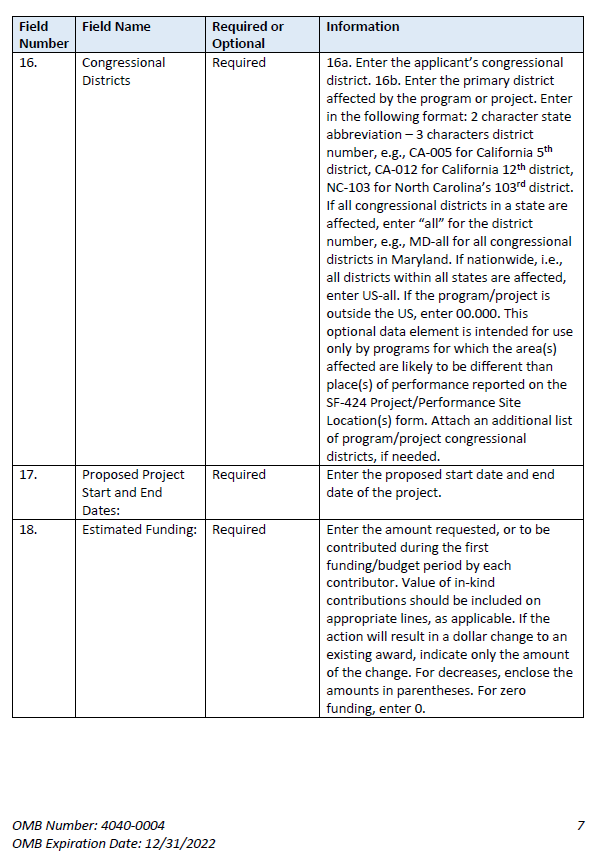 Field Number Field Name Required or Optional Information
16. Congressional Districts Required 16a. Enter the applicant's congressional
district. 16b. Enter the primary district
affected by the program or project. Enter
in the following format: 2 character state
abbreviation – 3 characters district
number, e.g., CA-005 for California 5th
district, CA-012 for California 12th district,
NC-103 for North Carolina's 103rd district.
If all congressional districts in a state are
affected, enter “all” for the district
number, e.g., MD-all for all congressional
districts in Maryland. If nationwide, i.e.,
all districts within all states are affected,
enter US-all. If the program/project is
outside the US, enter 00.000. This
optional data element is intended for use
only by programs for which the area(s)
affected are likely to be different than
place(s) of performance reported on the
SF-424 Project/Performance Site
Location(s) form. Attach an additional list
of program/project congressional
districts, if needed.
17. Proposed Project Start and End Dates: Required Enter the proposed start date and end
date of the project.
18. Estimated Funding: Required Enter the amount requested, or to be
contributed during the first
funding/budget period by each
contributor. Value of in-kind
contributions should be included on
appropriate lines, as applicable. If the
action will result in a dollar change to an
existing award, indicate only the amount
of the change. For decreases, enclose the
amounts in parentheses. For zero
funding, enter 0.
OMB Number: 4040-0004 7
OMB Expiration Date: 12/31/2022